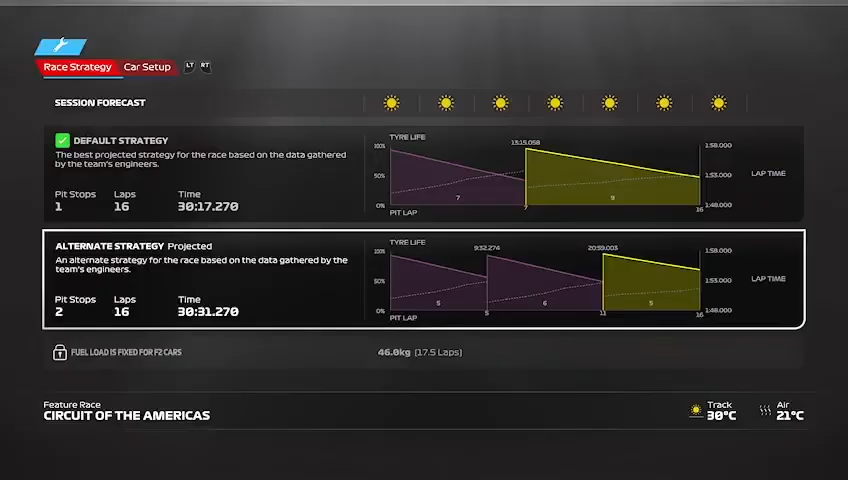 Race Strategy
Car Setup
LT
RT
SESSION FORECAST
DEFAULT STRATEGY
The best projected strategy for the race based on the data gathered
by the team's engineers.
Pit Stops
Laps
Time
1
16
30:17.270
TYRE LIFE
13:15.058
100%
50%
0%
7
9
7
16
PIT LAP
1:58.000
1:53.000
1:48.000
LAP TIME
ALTERNATE STRATEGY Projected
An alternate strategy for the race based on the data gathered by the
team's engineers.
Pit Stops
Laps
Time
2
16
30:31.270
TYRE LIFE
9:32.274
20:59.003
100%
50%
0%
5
6
5
5
11
16
PIT LAP
1:58.000
1:53.000
1:48.000
LAP TIME
FUEL LOAD IS FIXED FOR F2 CARS
46.0kg (17.5 Laps)
Feature Race
CIRCUIT OF THE AMERICAS
Track
30°C
Air
21°C